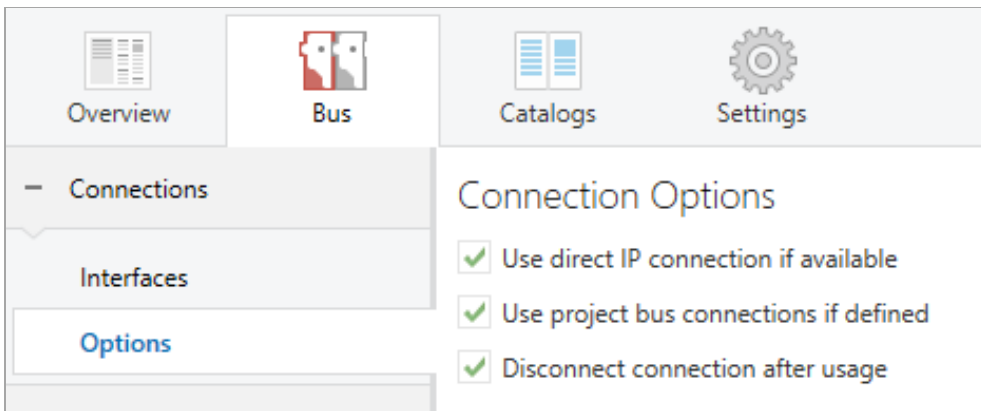 Overview
Bus
Catalogs
Settings
Connections
Interfaces
Options
Connection Options
Use direct IP connection if available
Use project bus connections if defined
Disconnect connection after usage